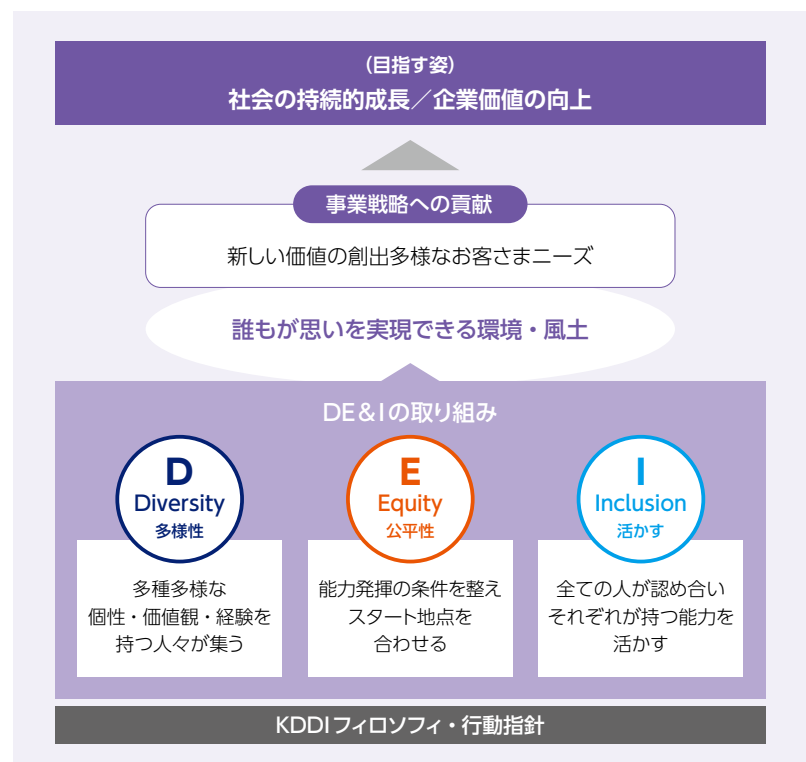 (目指す姿)
社会の持続的成長／企業価値の向上
事業戦略への貢献
新しい価値の創出多様なお客さまニーズ
誰もが思いを実現できる環境・風土
DE&Iの取り組み
D
Diversity
多様性
多種多様な
個性・価値観・経験を
持つ人々が集う
E
Equity
公平性
能力発揮の条件を整え
スタート地点を
合わせる
I
Inclusion
活かす
全ての人が認め合い
それぞれが持つ能力を
活かす
KDDIフィロソフィ・行動指針